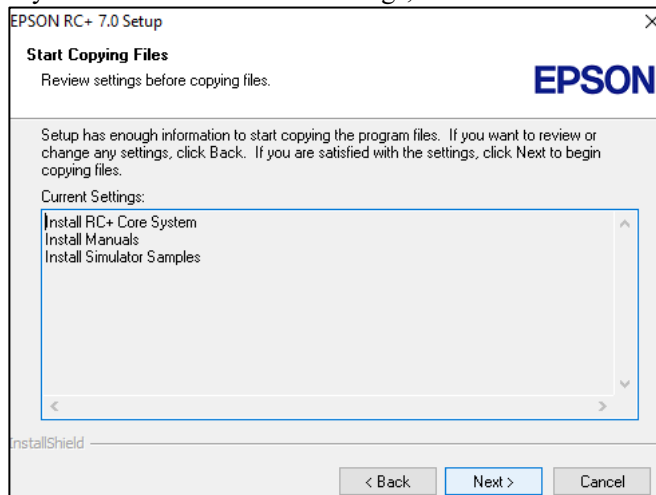 EPSON RC+ 7.0 Setup
Start Copying Files
Review settings before copying files.
EPSON
Setup has enough information to start copying the program files. If you want to review or
change any settings, click Back. If you are satisfied with the settings, click Next to begin
copying files.
Current Settings:
Install RC+ Core System
Install Manuals
Install Simulator Samples
InstallShield
< Back Next > Cancel